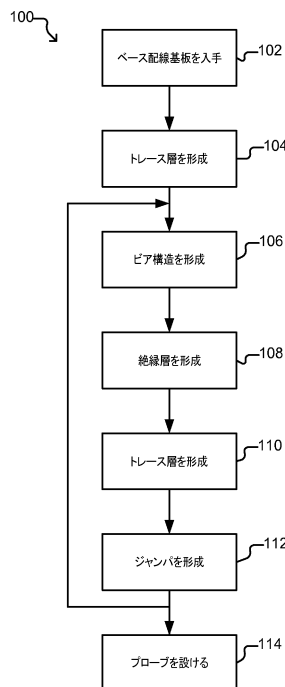 100
ベース配線基板を入手
102
トレース層を形成
104
ビア構造を形成
106
絶縁層を形成
108
トレース層を形成
110
ジャンパを形成
112
プローブを設ける
114